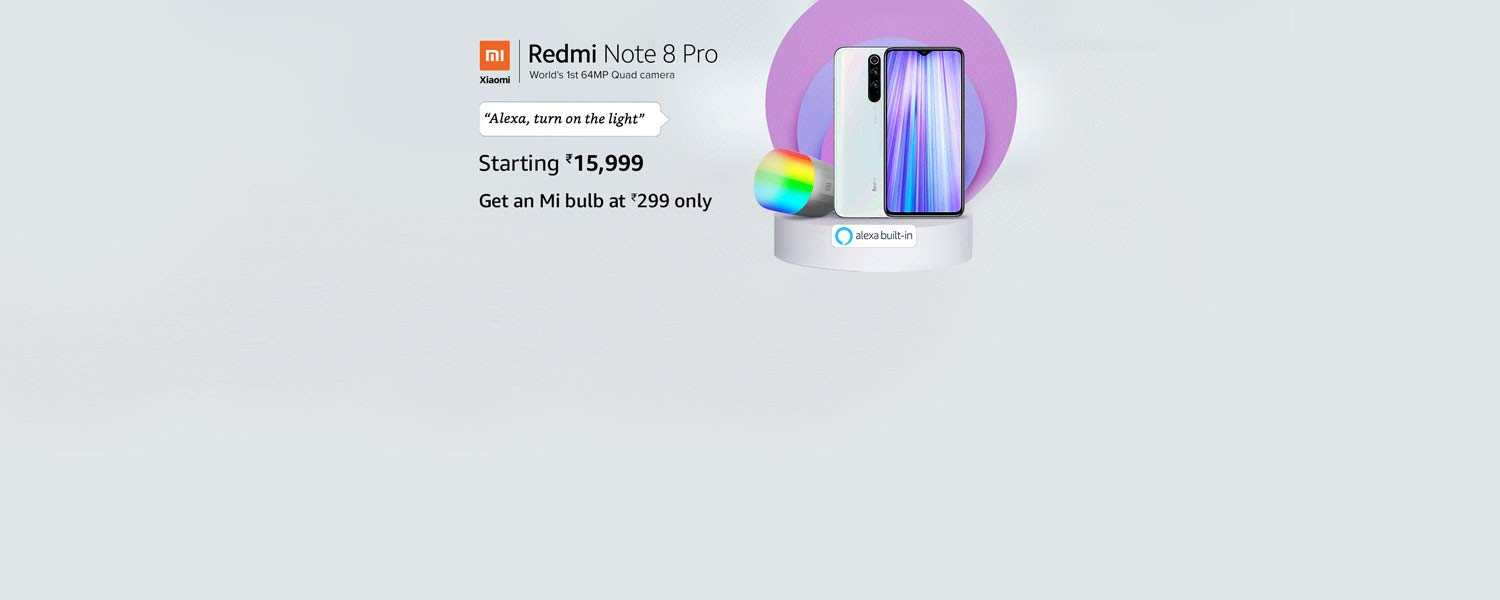 mi
Xiaomi
Redmi Note 8 Pro
World's 1st 64MP Quad camera
“Alexa, turn on the light”
Starting ₹15,999
Get an Mi bulb at ₹299 only
alexa built-in